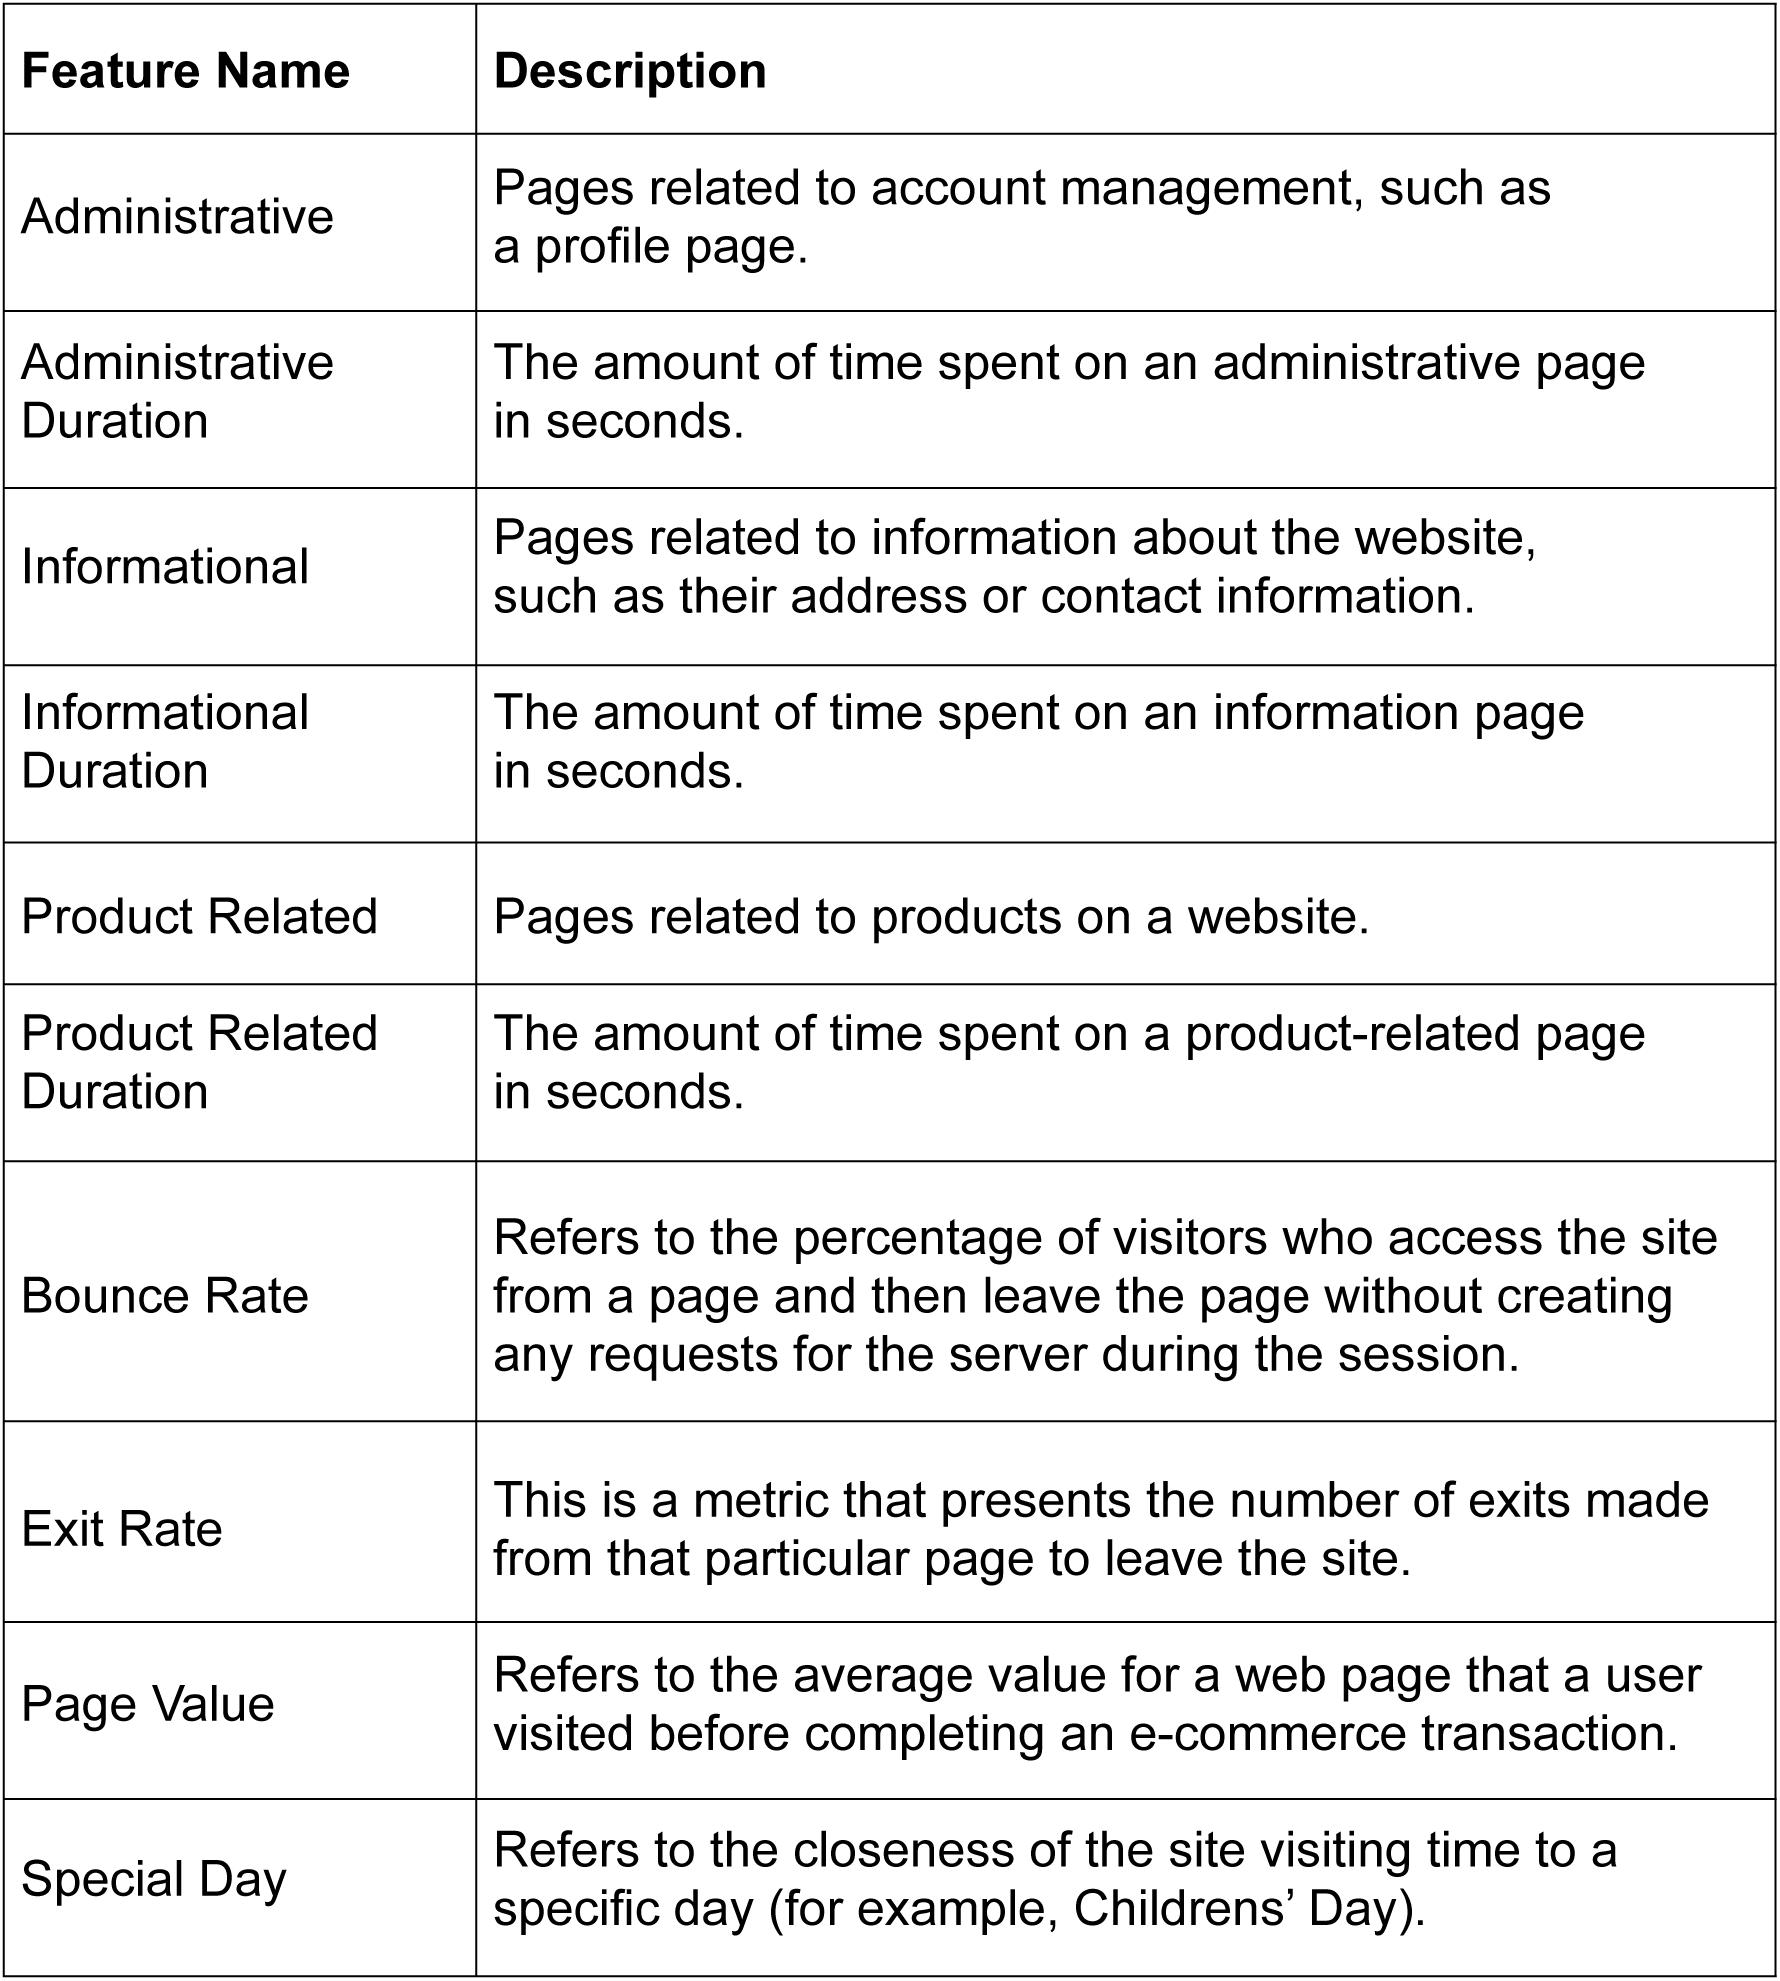 Feature Name
Description
Administrative
Pages related to account management, such as
a profile page.
Administrative
Duration
The amount of time spent on an administrative page
in seconds.
Informational
Pages related to information about the website,
such as their address or contact information.
Informational
Duration
The amount of time spent on an information page
in seconds.
Product Related
Pages related to products on a website.
Product Related
Duration
The amount of time spent on a product-related page
in seconds.
Bounce Rate
Refers to the percentage of visitors who access the site
from a page and then leave the page without creating
any requests for the server during the session.
Exit Rate
This is a metric that presents the number of exits made
from that particular page to leave the site.
Page Value
Refers to the average value for a web page that a user
visited before completing an e-commerce transaction.
Special Day
Refers to the closeness of the site visiting time to a
specific day (for example, Childrens’ Day).